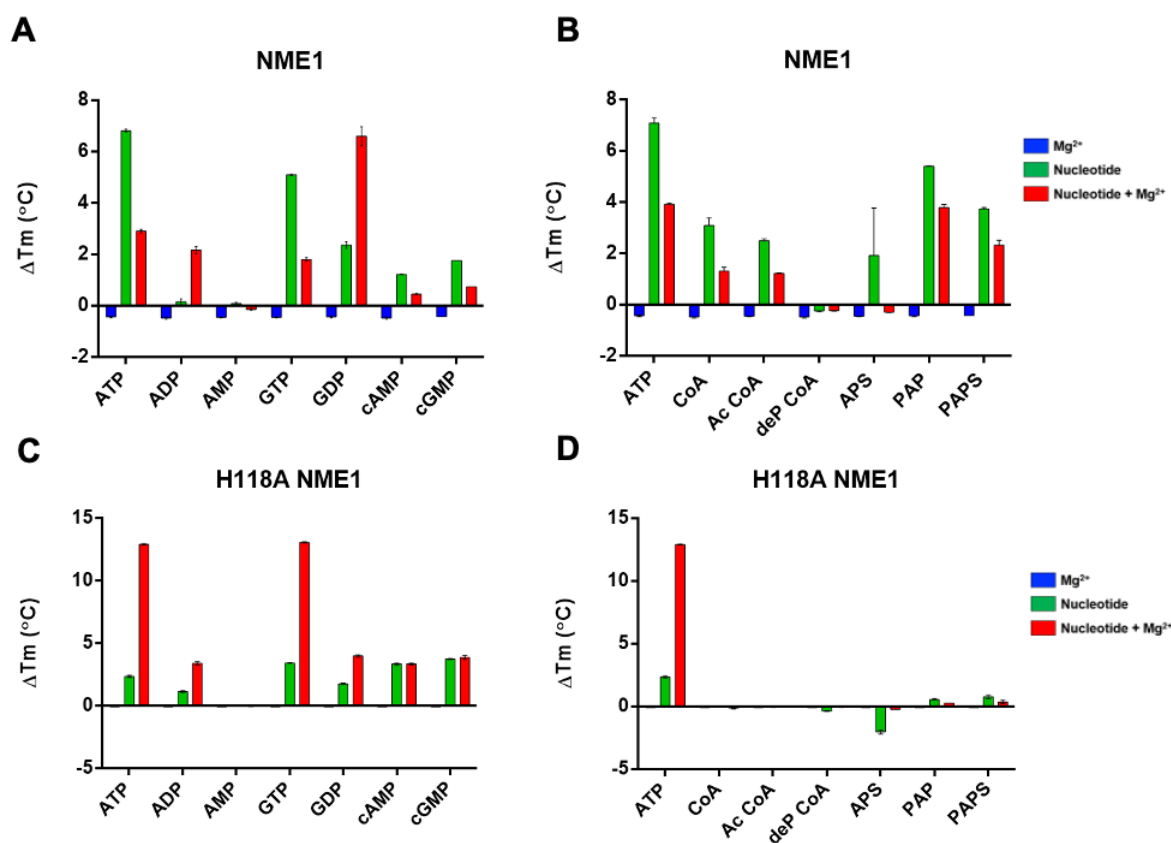 A
NME1
ΔTm (°C)
8
6
4
2
0
-2
ATP
ADP
AMP
GTP
GDP
cAMP
cGMP
B
NME1
ΔTm (°C)
8
6
4
2
0
-2
ATP
CoA
Ac CoA
deP CoA
APS
PAP
PAPS
Mg²⁺
Nucleotide
Nucleotide + Mg²⁺
C
H118A NME1
ΔTm (°C)
15
10
5
0
-5
ATP
ADP
AMP
GTP
GDP
cAMP
cGMP
D
H118A NME1
ΔTm (°C)
15
10
5
0
-5
ATP
CoA
Ac CoA
deP CoA
APS
PAP
PAPS
Mg²⁺
Nucleotide
Nucleotide + Mg²⁺